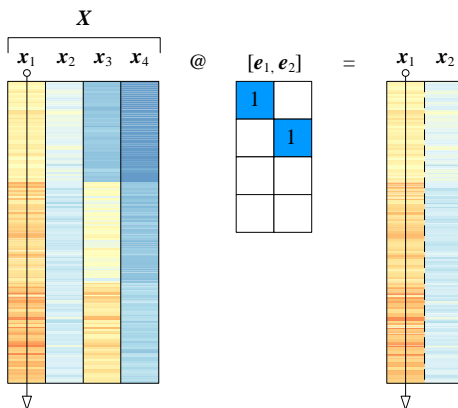 X
x₁ x₂ x₃ x₄ @ [e₁, e₂] = x₁ x₂
1
1